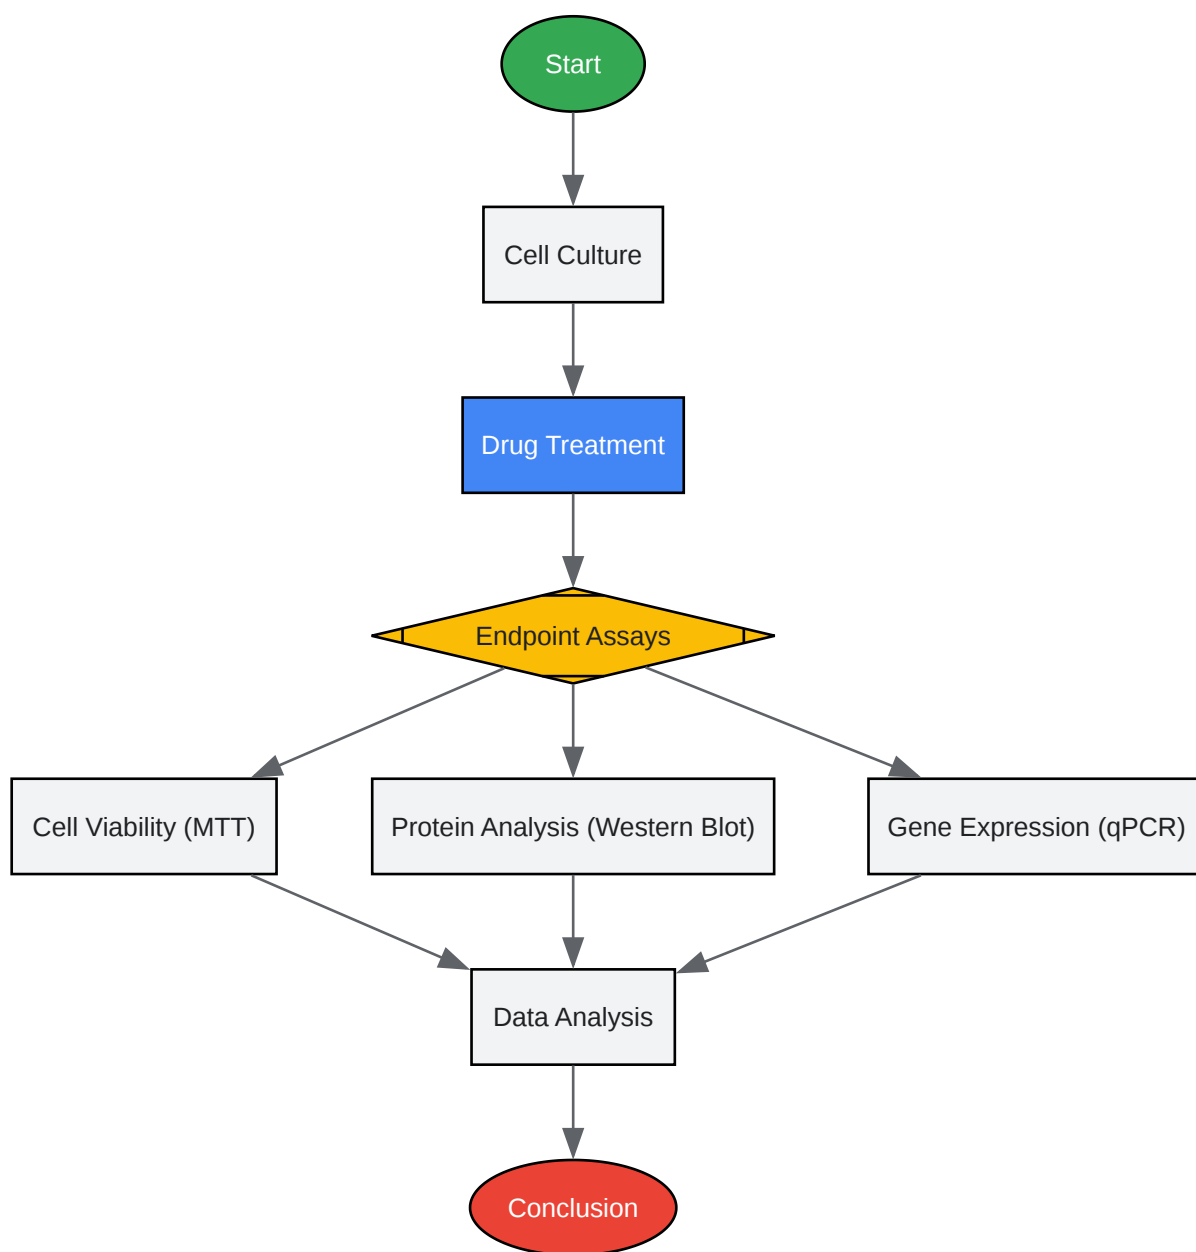 Start
Cell Culture
Drug Treatment
Endpoint Assays
Cell Viability (MTT)
Protein Analysis (Western Blot)
Gene Expression (qPCR)
Data Analysis
Conclusion